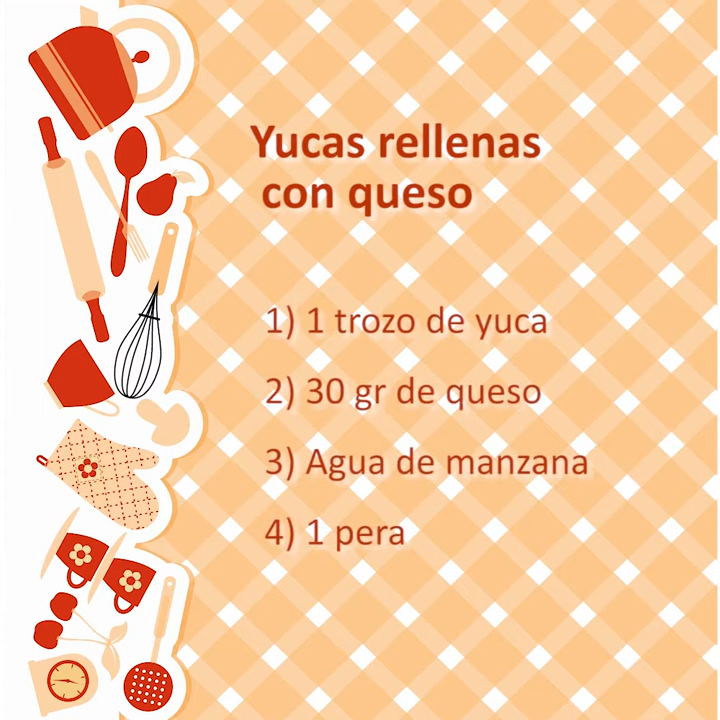 Yucas rellenas
con queso
1) 1 trozo de yuca
2) 30 gr de queso
3) Agua de manzana
4) 1 pera